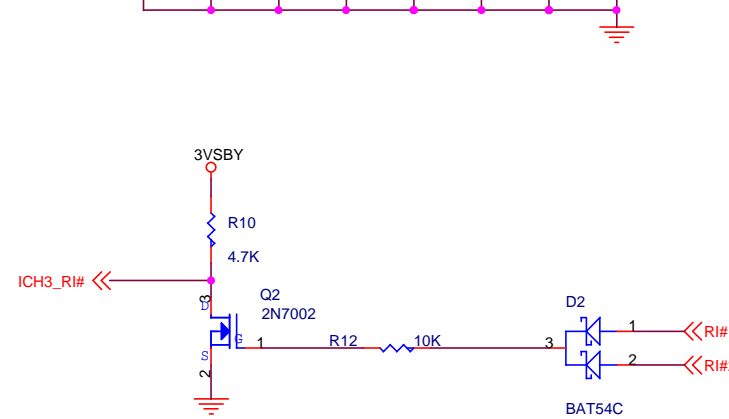 3VSBY
R10
4.7K
ICH3_RI#
3
D
Q2
2N7002
G
1
S
2
R12
10K
D2
3
1
2
RI#
RI#
BAT54C